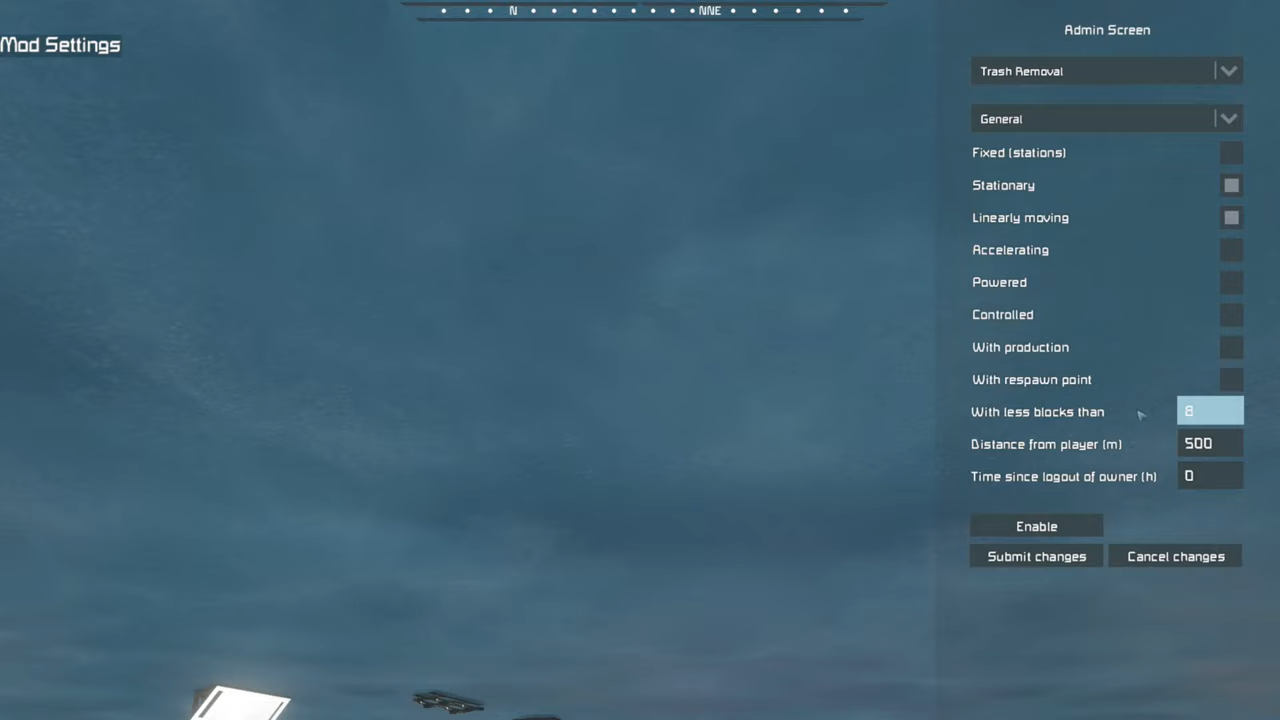 N
NNE
Mod Settings
Admin Screen
Trash Removal
General
Fixed (stations)
Stationary
Linearly moving
Accelerating
Powered
Controlled
With production
With respawn point
With less blocks than 8
Distance from player (m) 500
Time since logout of owner (h) 0
Enable
Submit changes Cancel changes